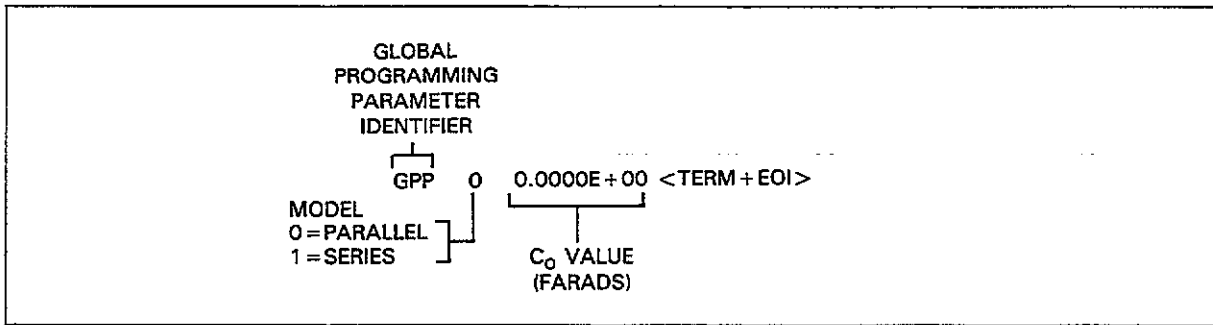 GLOBAL
PROGRAMMING
PARAMETER
IDENTIFIER
GPP 0 0.0000E+00 <TERM+EOI>
MODEL
0=PARALLEL
1=SERIES
C₀ VALUE
(FARADS)